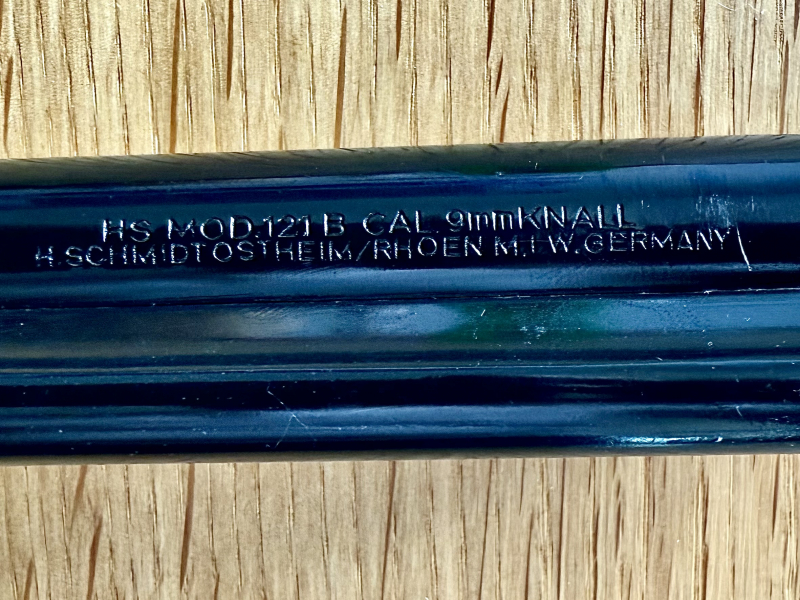 HS MOD.121 B CAL. 9mmKNALL
H.SCHMIDT OSTHEIM/RHOEN M.I W.GERMANY